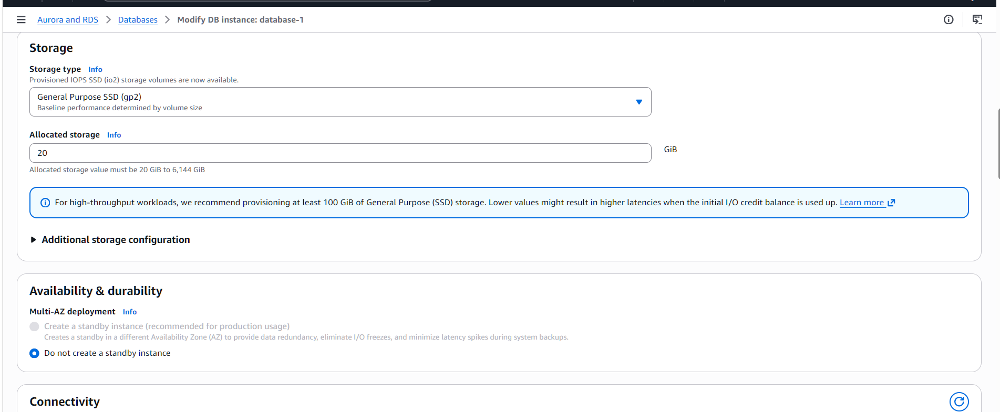 Aurora and RDS > Databases > Modify DB instance: database-1
Storage
Storage type Info
Provisioned IOPS SSD (io2) storage volumes are now available.
General Purpose SSD (gp2)
Baseline performance determined by volume size
Allocated storage Info
20 GiB
Allocated storage value must be 20 GiB to 6,144 GiB
For high-throughput workloads, we recommend provisioning at least 100 GiB of General Purpose (SSD) storage. Lower values might result in higher latencies when the initial I/O credit balance is used up. Learn more
Additional storage configuration
Availability & durability
Multi-AZ deployment Info
Create a standby instance (recommended for production usage)
Creates a standby in a different Availability Zone (AZ) to provide data redundancy, eliminate I/O freezes, and minimize latency spikes during system backups.
Do not create a standby instance
Connectivity